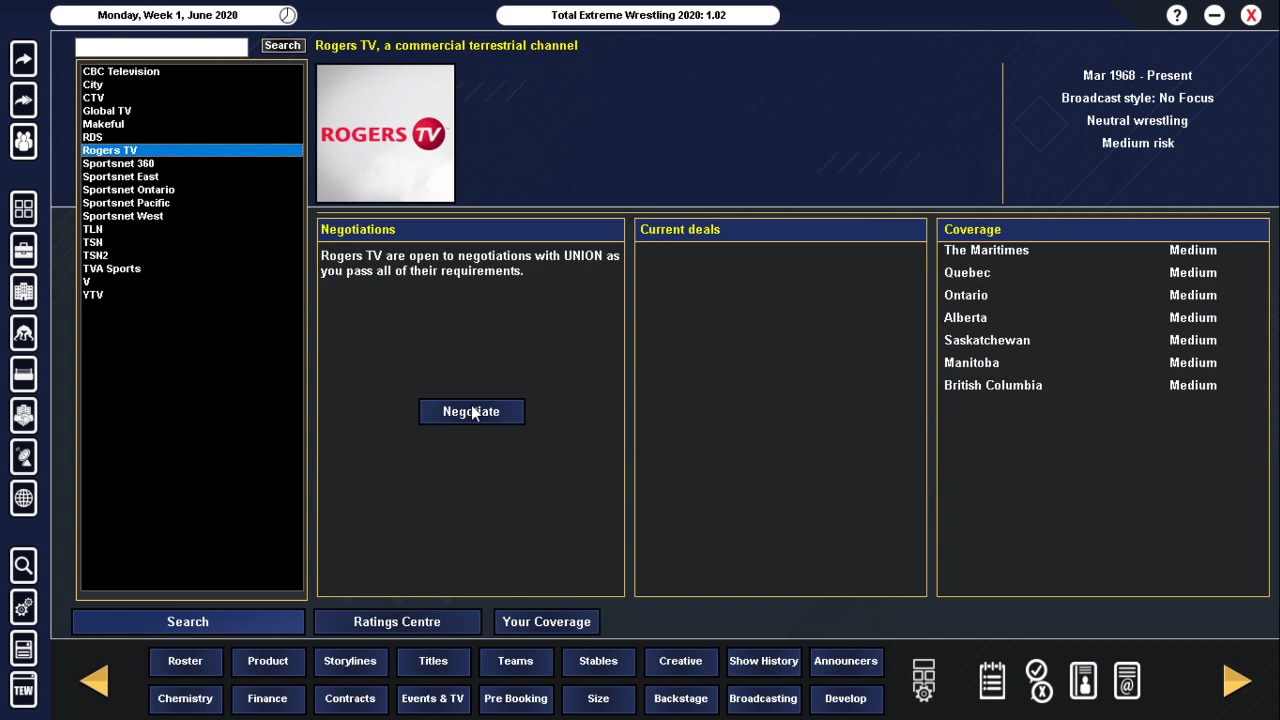 Monday, Week 1, June 2020
Total Extreme Wrestling 2020: 1.02
?
X
Search
Rogers TV, a commercial terrestrial channel
CBC Television
City
CTV
Global TV
Makeful
RDS
Rogers TV
Sportsnet 360
Sportsnet East
Sportsnet Ontario
Sportsnet Pacific
Sportsnet West
TLN
TSN
TSN2
TVA Sports
V
YTV
ROGERS TV
Mar 1968 - Present
Broadcast style: No Focus
Neutral wrestling
Medium risk
Negotiations
Rogers TV are open to negotiations with UNION as
you pass all of their requirements.
Negotiate
Current deals
Coverage
The Maritimes Medium
Quebec Medium
Ontario Medium
Alberta Medium
Saskatchewan Medium
Manitoba Medium
British Columbia Medium
Search
Ratings Centre
Your Coverage
Roster
Product
Storylines
Titles
Teams
Stables
Creative
Show History
Announcers
Chemistry
Finance
Contracts
Events & TV
Pre Booking
Size
Backstage
Broadcasting
Develop
TEW